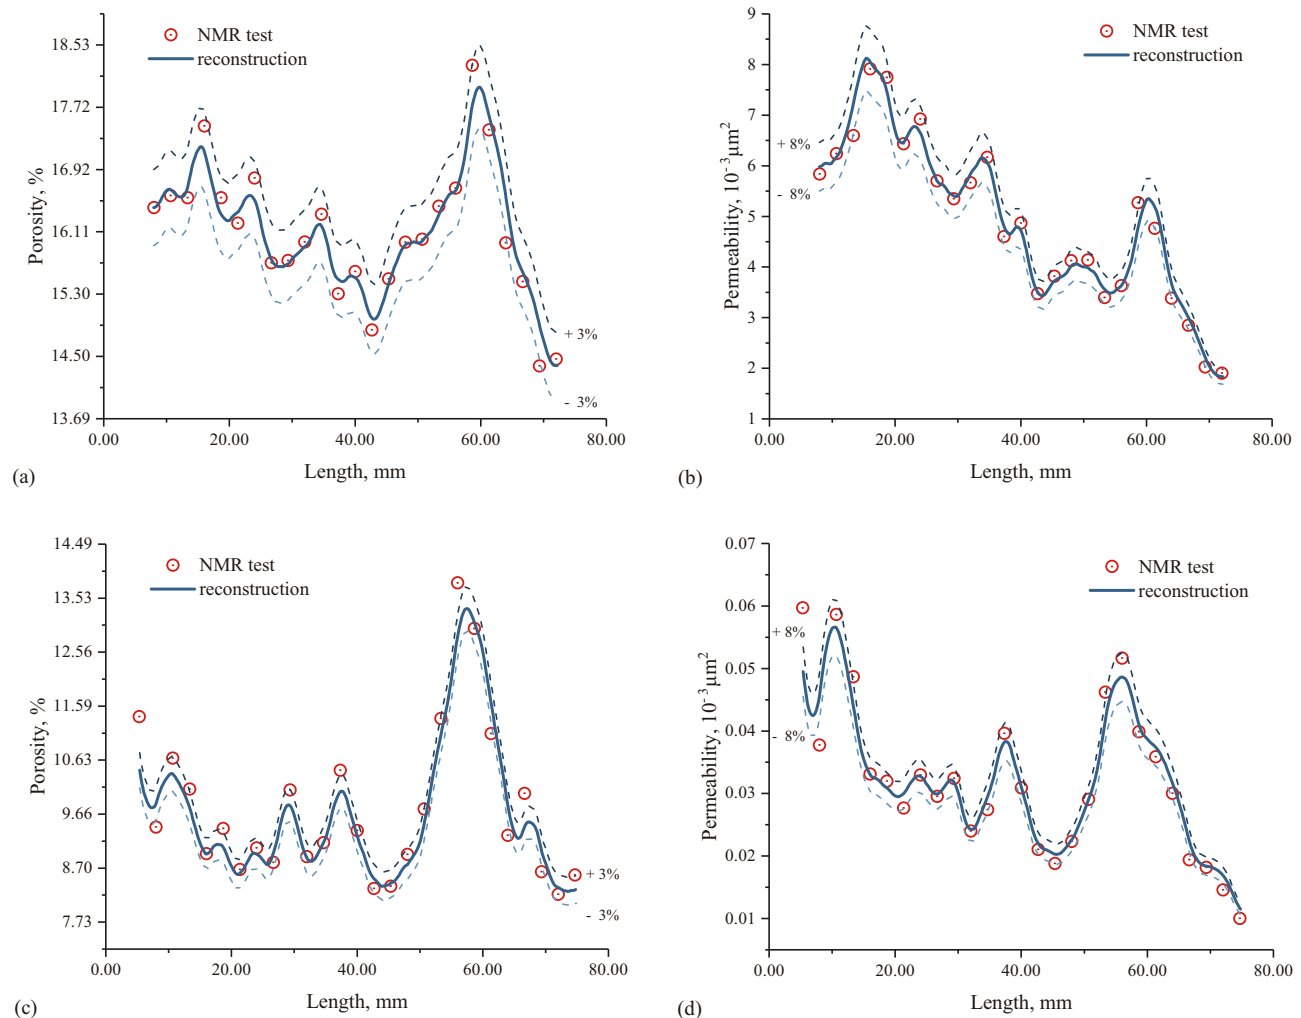 NMR test
reconstruction
18.53
17.72
16.92
16.11
15.30
14.50
13.69
Porosity, %
+ 3%
- 3%
0.00
20.00
40.00
60.00
80.00
Length, mm
(a)
NMR test
reconstruction
9
8
7
6
5
4
3
2
1
Permeability, 10⁻³μm²
+ 8%
- 8%
0.00
20.00
40.00
60.00
80.00
Length, mm
(b)
NMR test
reconstruction
14.49
13.53
12.56
11.59
10.63
9.66
8.70
7.73
Porosity, %
+ 3%
- 3%
0.00
20.00
40.00
60.00
80.00
Length, mm
(c)
NMR test
reconstruction
0.07
0.06
0.05
0.04
0.03
0.02
0.01
Permeability, 10⁻³μm²
+ 8%
- 8%
0.00
20.00
40.00
60.00
80.00
Length, mm
(d)